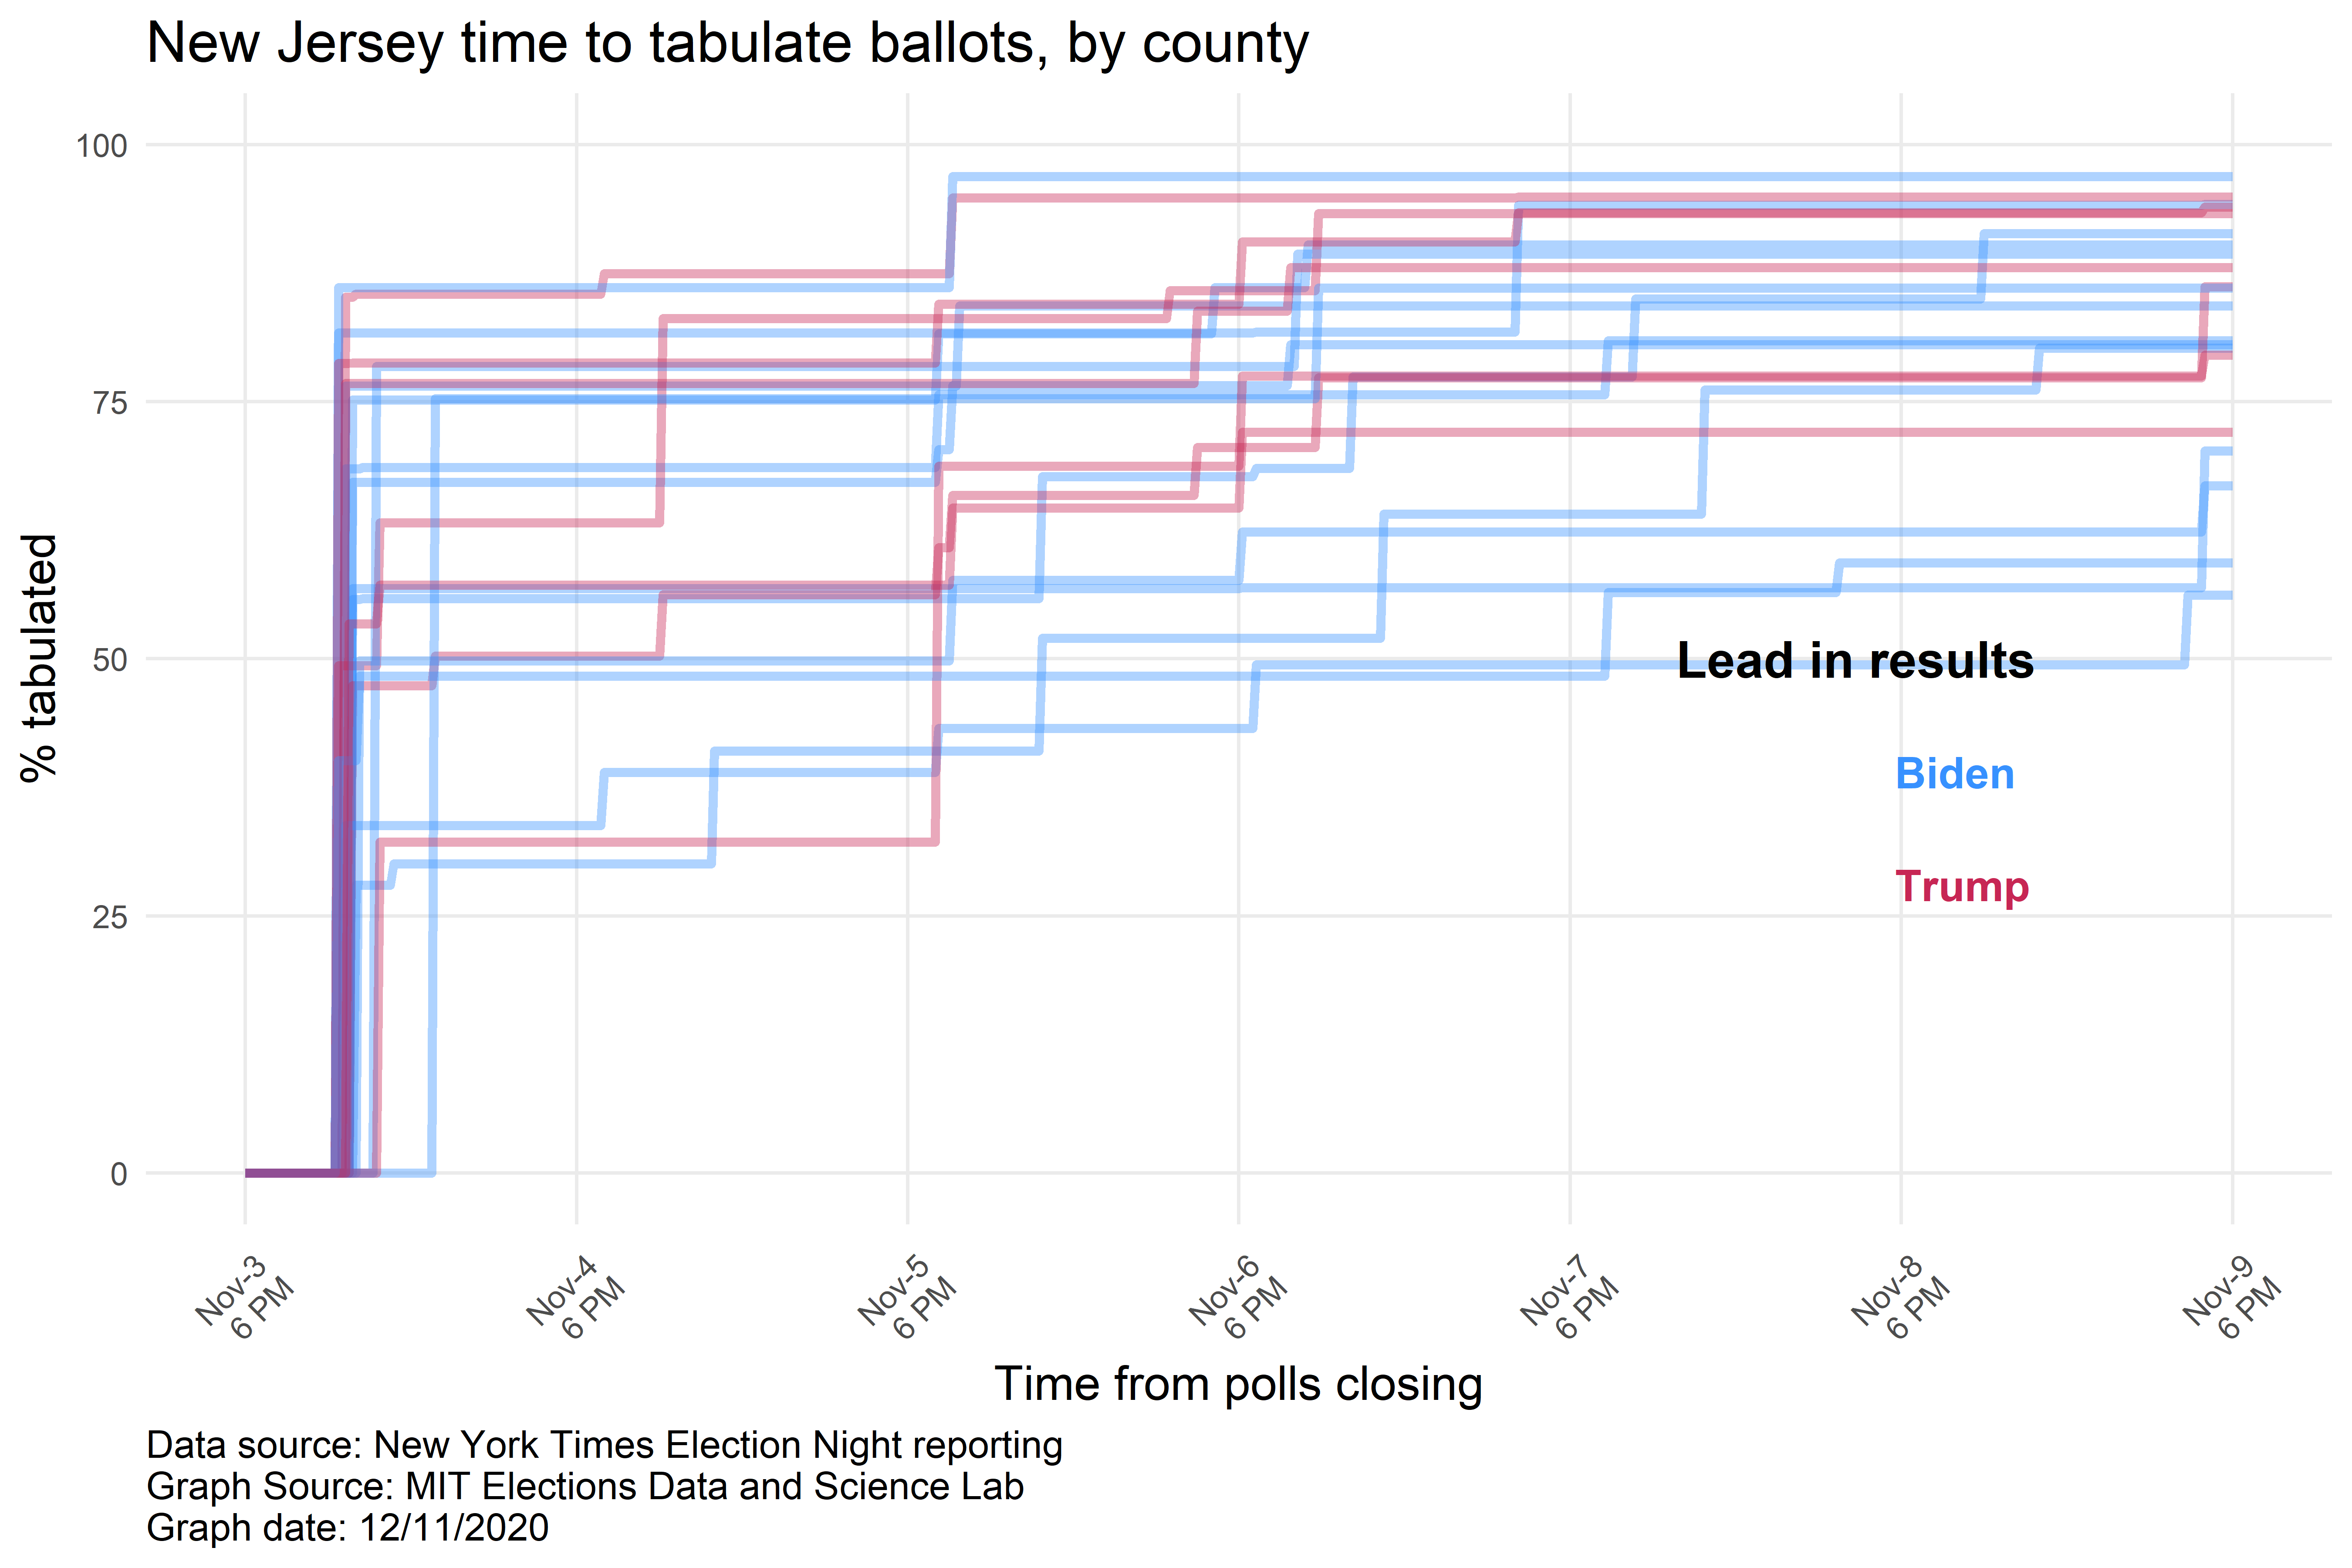 New Jersey time to tabulate ballots, by county
100
75
50
25
0
% tabulated
Lead in results
Biden
Trump
Nov-3
6 PM
Nov-4
6 PM
Nov-5
6 PM
Nov-6
6 PM
Nov-7
6 PM
Nov-8
6 PM
Nov-9
6 PM
Time from polls closing
Data source: New York Times Election Night reporting
Graph Source: MIT Elections Data and Science Lab
Graph date: 12/11/2020